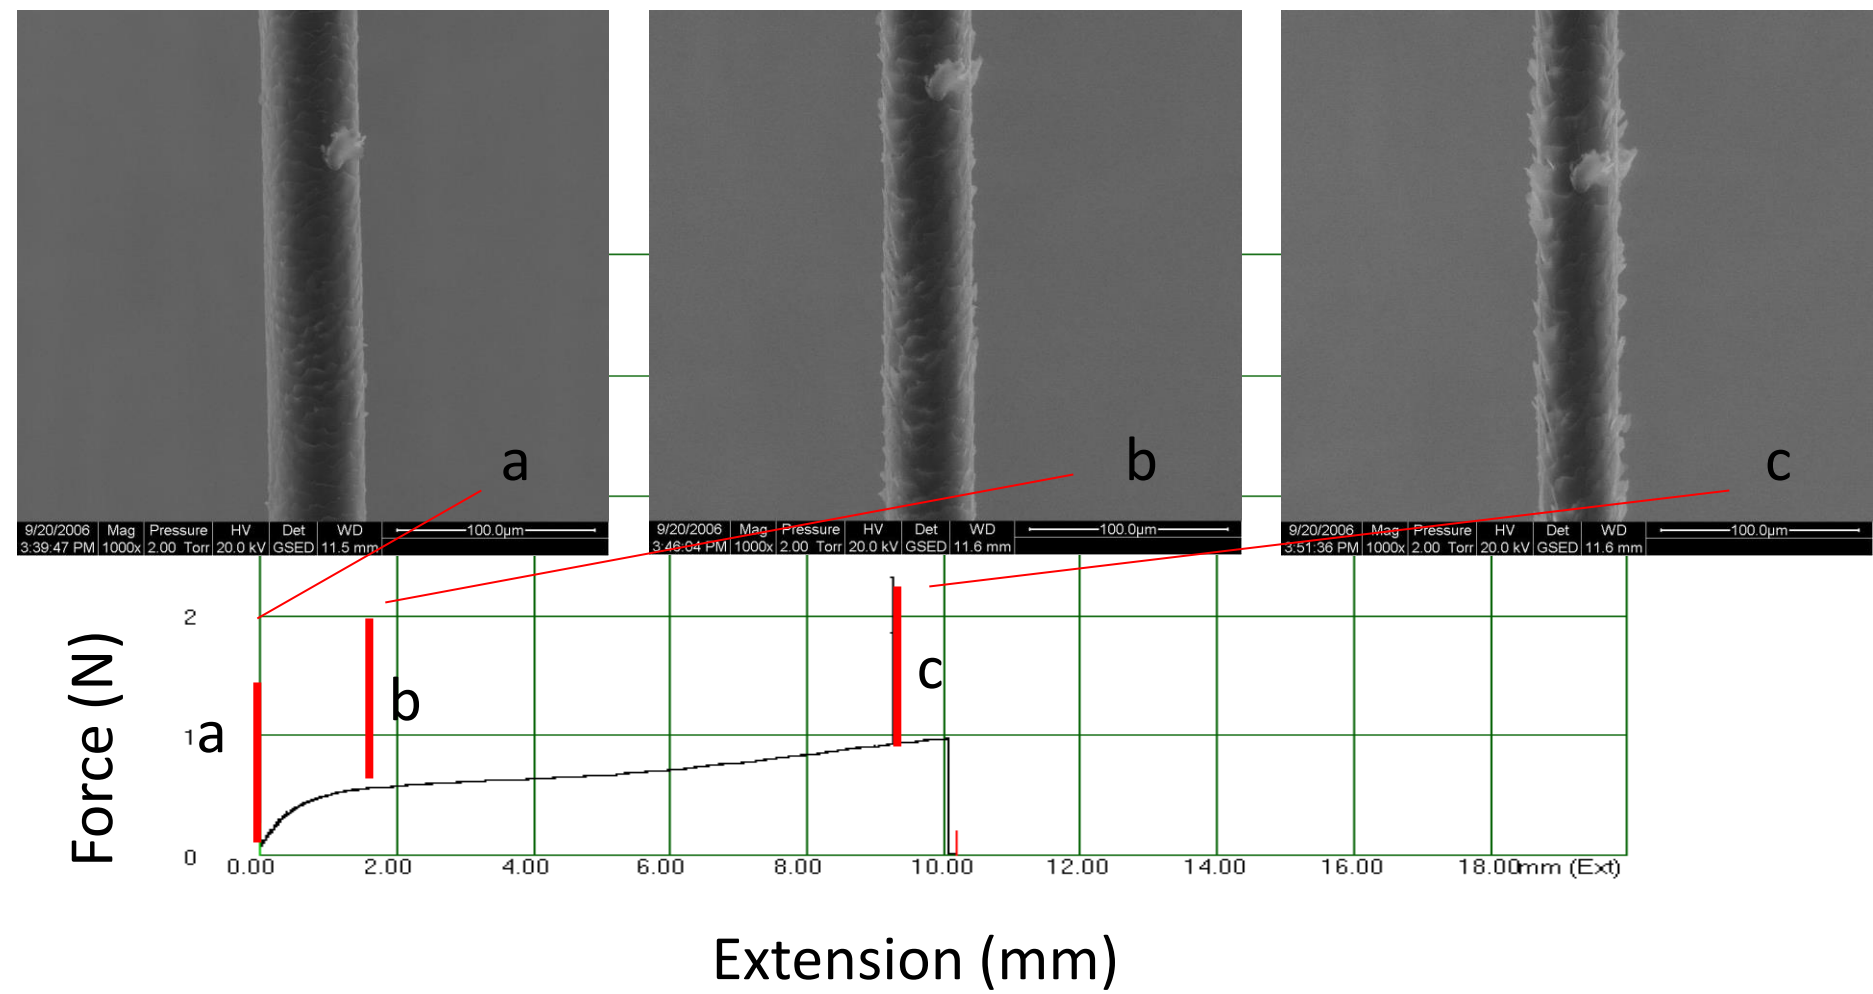 a
b
c
9/20/2006 Mag Pressure HV Det WD
3:39:47 PM 1000x 2.00 Torr 20.0 kV GSED 11.5 mm
100.0µm
9/20/2006 Mag Pressure HV Det WD
3:46:04 PM 1000x 2.00 Torr 20.0 kV GSED 11.6 mm
100.0µm
9/20/2006 Mag Pressure HV Det WD
3:51:36 PM 1000x 2.00 Torr 20.0 kV GSED 11.6 mm
100.0µm
Force (N)
2
1
0
a
b
c
0.00 2.00 4.00 6.00 8.00 10.00 12.00 14.00 16.00 18.00mm (Ext)
Extension (mm)